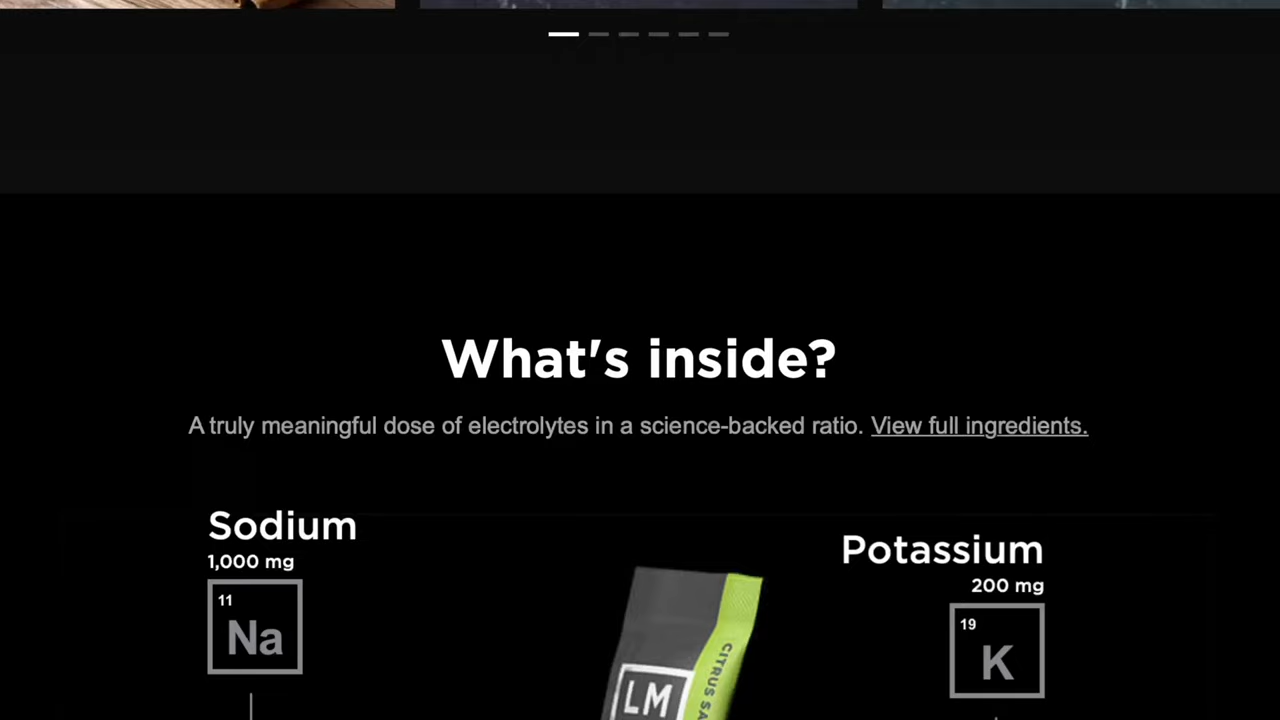 What's inside?
A truly meaningful dose of electrolytes in a science-backed ratio. View full ingredients.
Sodium
1,000 mg
11
Na
Potassium
200 mg
19
K
LM
CITRUS